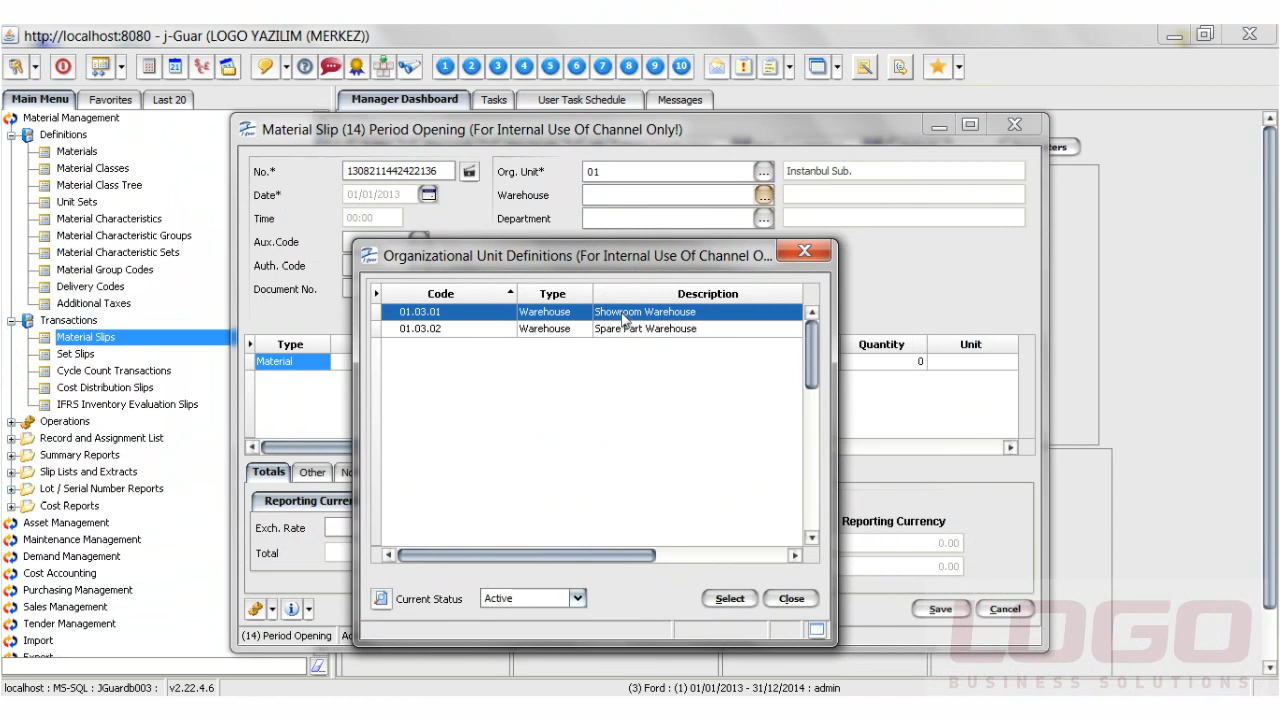 http://localhost:8080 - j-Guar (LOGO YAZILIM (MERKEZ))
1 2 3 4 5 6 7 8 9 10
Main Menu Favorites Last 20 Manager Dashboard Tasks User Task Schedule Messages
Material Management
Definitions
Materials
Material Classes
Material Class Tree
Unit Sets
Material Characteristics
Material Characteristic Groups
Material Characteristic Sets
Material Group Codes
Delivery Codes
Additional Taxes
Transactions
Material Slips
Set Slips
Cycle Count Transactions
Cost Distribution Slips
IFRS Inventory Evaluation Slips
Operations
Record and Assignment List
Summary Reports
Slip Lists and Extracts
Lot / Serial Number Reports
Cost Reports
Asset Management
Maintenance Management
Demand Management
Cost Accounting
Purchasing Management
Sales Management
Tender Management
Import
Export
Material Slip (14) Period Opening (For Internal Use Of Channel Only!)
ters
No.* 1308211442422136 Org. Unit* 01 ... Instanbul Sub.
Date* 01/01/2013 Warehouse ...
Time 00:00 Department ...
Aux.Code
Auth. Code
Document No.
Type Quantity Unit
Material 0
Totals Other No
Reporting Curre
Exch. Rate
Total
Reporting Currency
0.00
0.00
Save Cancel
(14) Period Opening Ac
Organizational Unit Definitions (For Internal Use Of Channel O...
Code Type Description
01.03.01 Warehouse Showroom Warehouse
01.03.02 Warehouse Spare Part Warehouse
Current Status Active Select Close
LOGO
BUSINESS SOLUTIONS
localhost : MS-SQL : JGuardb003 : v2.22.4.6 (3) Ford : (1) 01/01/2013 - 31/12/2014 : admin